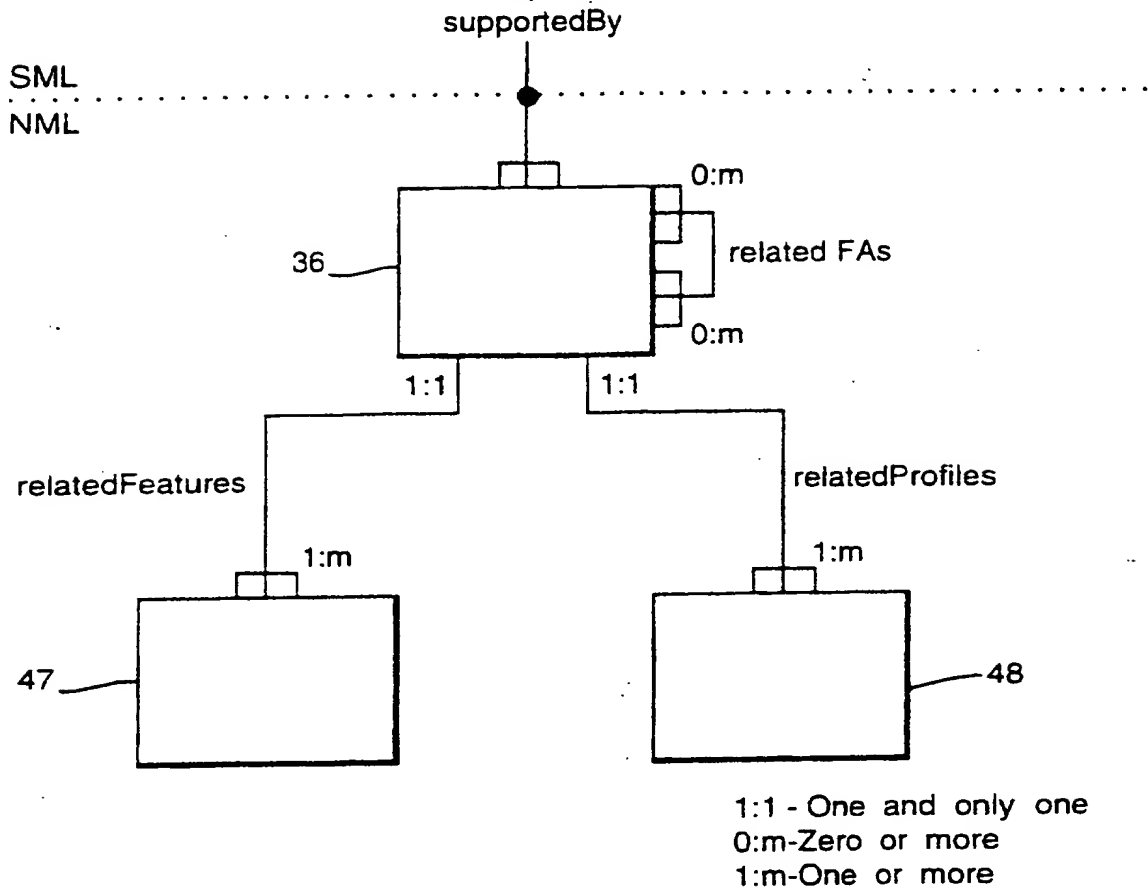 supportedBy
SML
NML
0:m
36
related FAs
0:m
1:1
1:1
relatedFeatures
relatedProfiles
1:m
1:m
47
48
1:1 - One and only one
0:m-Zero or more
1:m-One or more